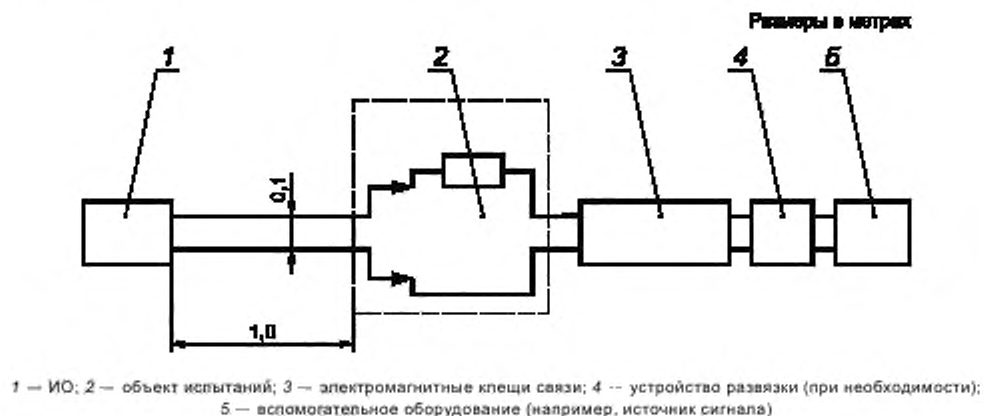 Размеры в метрах
1 2 3 4 5
0,1
1,0
1 — ИО; 2 — объект испытаний; 3 — электромагнитные клещи связи; 4 -- устройство развязки (при необходимости);
5 — вспомогательное оборудование (например, источник сигнала)